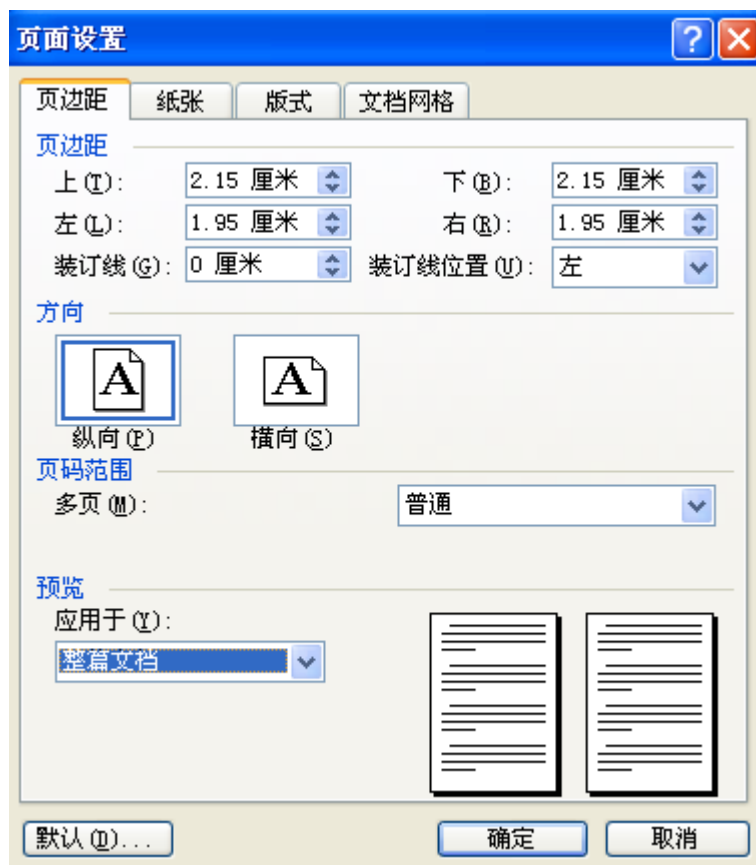 页面设置
页边距 纸张 版式 文档网格
页边距
上(T): 2.15 厘米 下(B): 2.15 厘米
左(L): 1.95 厘米 右(R): 1.95 厘米
装订线(G): 0 厘米 装订线位置(U): 左
方向
A A
纵向(P) 横向(S)
页码范围
多页(M): 普通
预览
应用于(Y):
整篇文档
默认(D)... 确定 取消